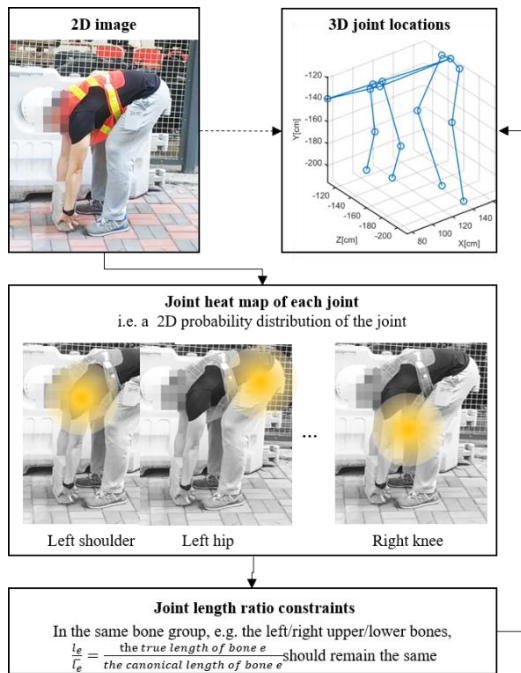 2D image
3D joint locations
-120
-140
-160
-180
-200
Y[cm]
-120
-140
-160
-180
-200
Z[cm]
80
100
120
140
X[cm]
Joint heat map of each joint
i.e. a 2D probability distribution of the joint
...
Left shoulder
Left hip
Right knee
Joint length ratio constraints
In the same bone group, e.g. the left/right upper/lower bones,
l_e / l̄_e = the true length of bone e / the canonical length of bone e should remain the same